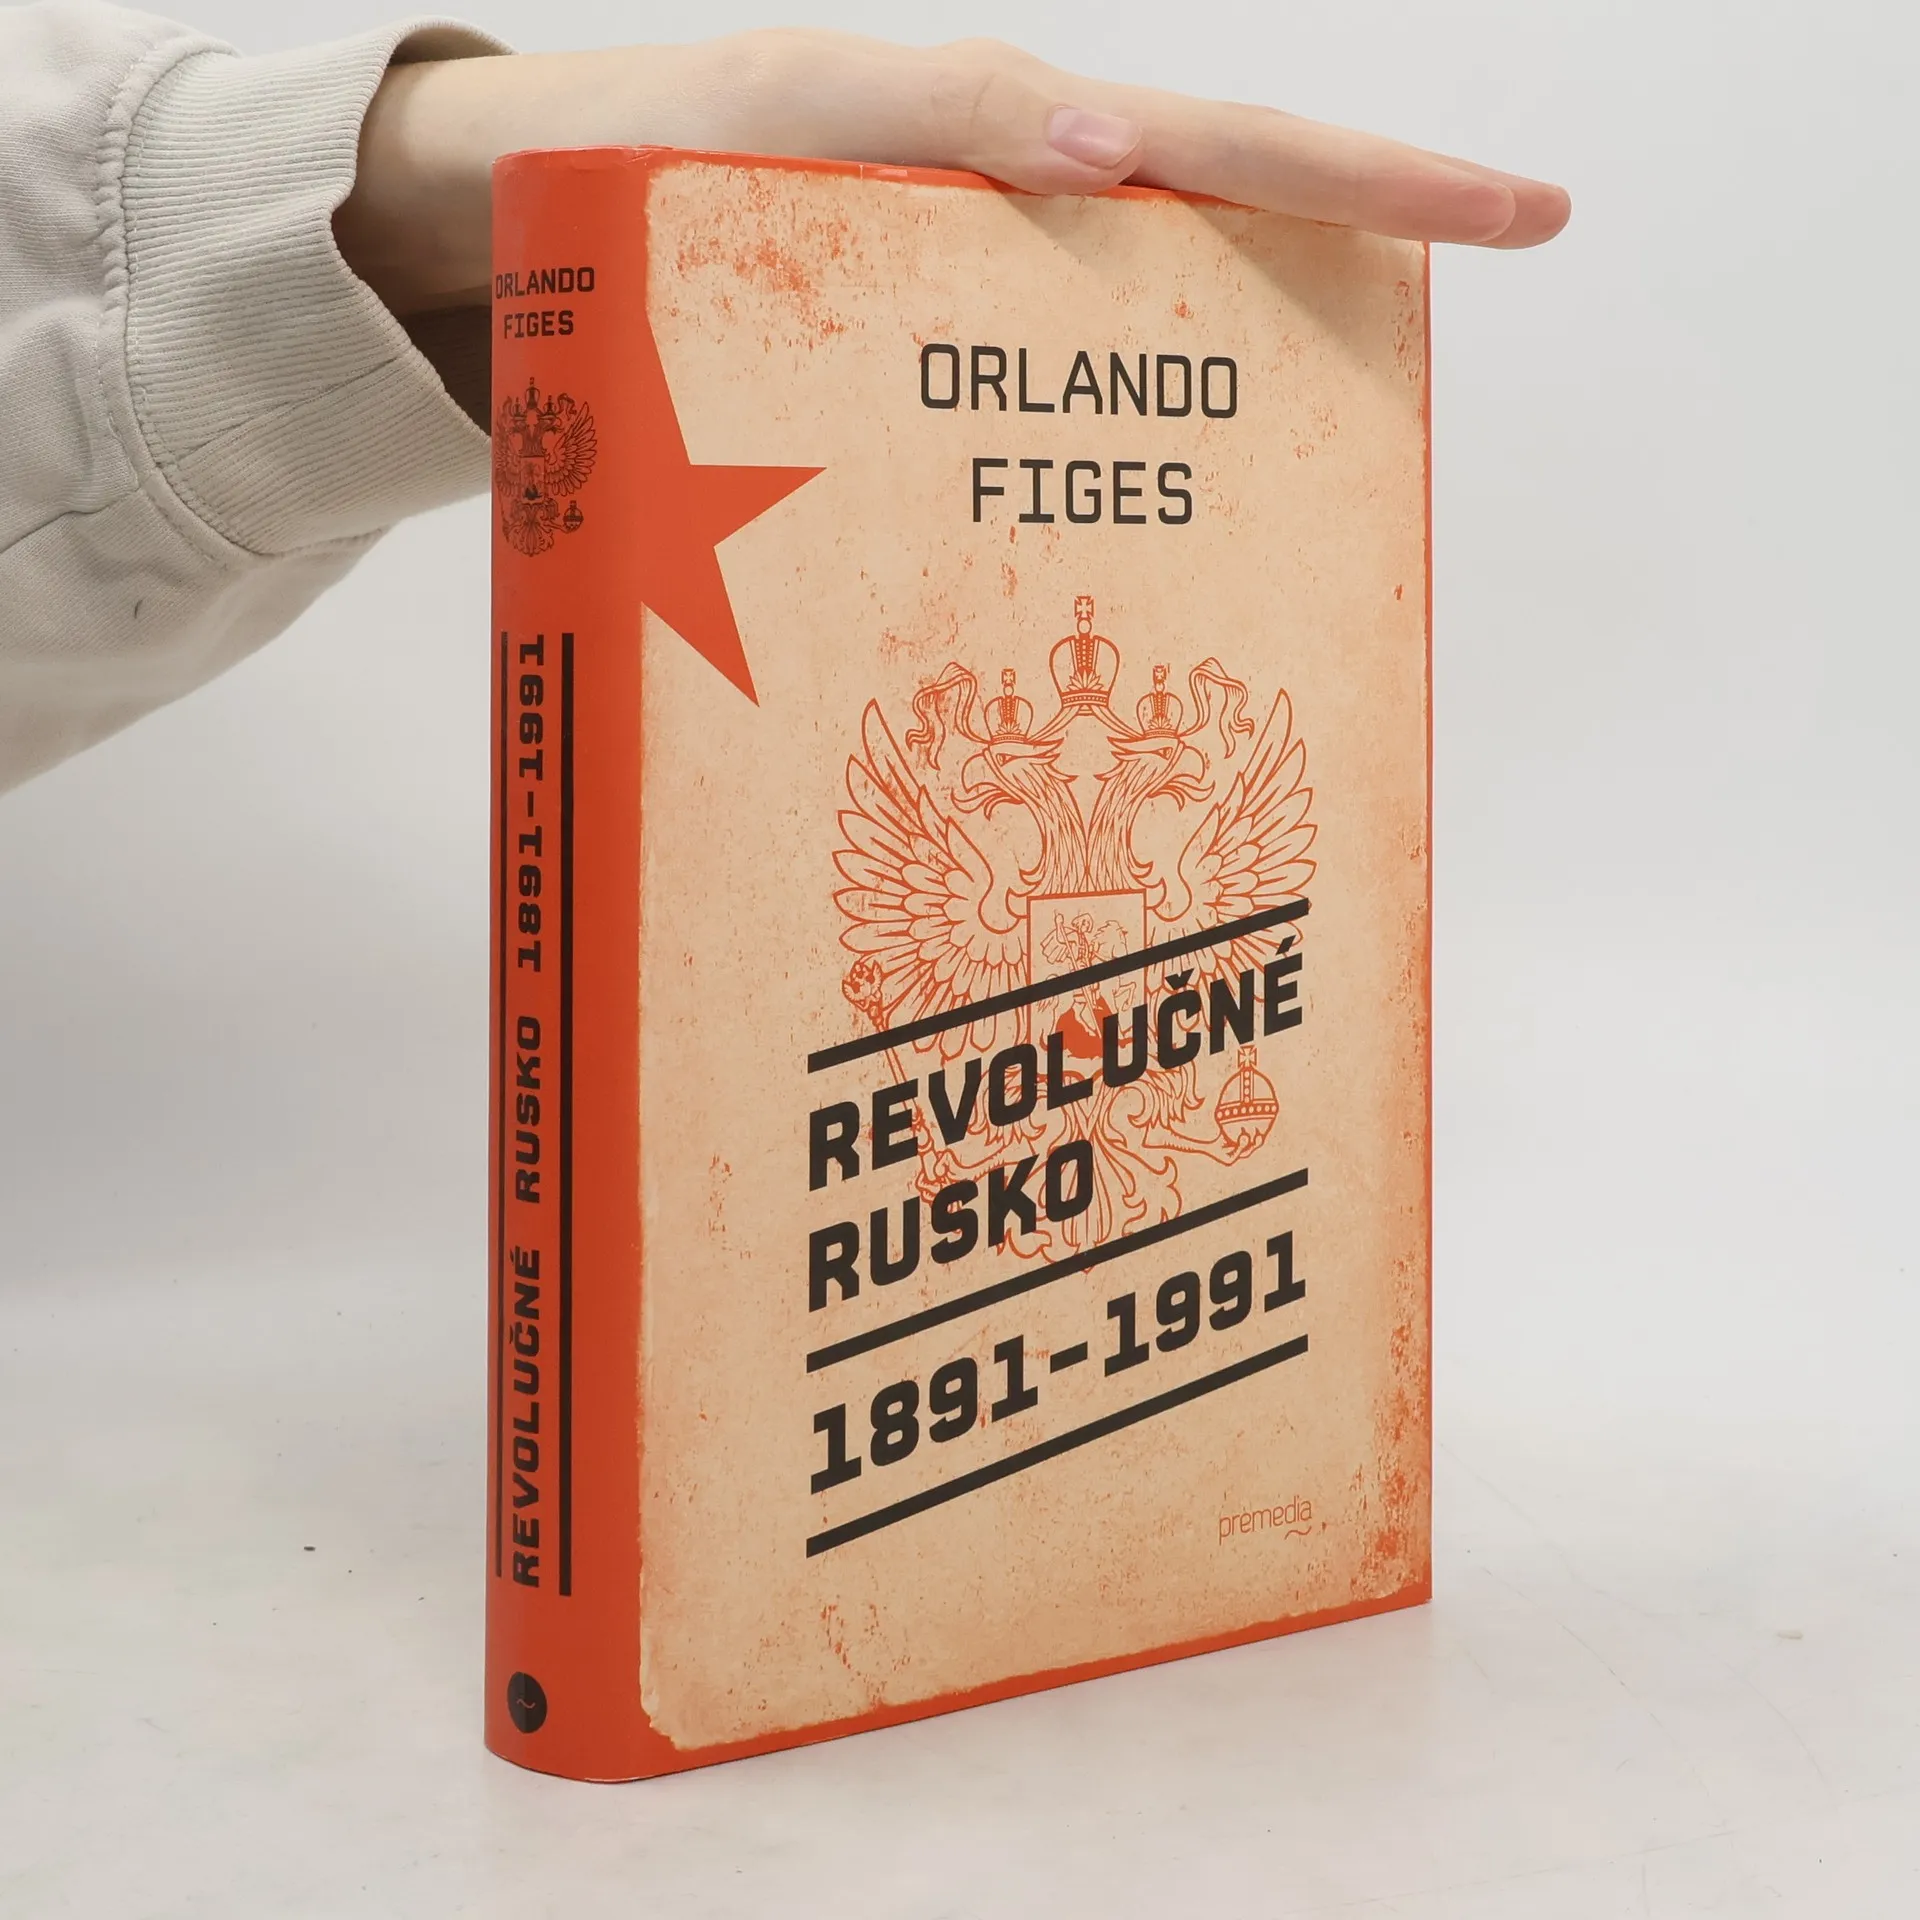 ORLANDO
FIGES
REVOLUČNÉ RUSKO 1891-1991
ORLANDO
FIGES
REVOLUČNÉ
RUSKO
1891-1991
premedia